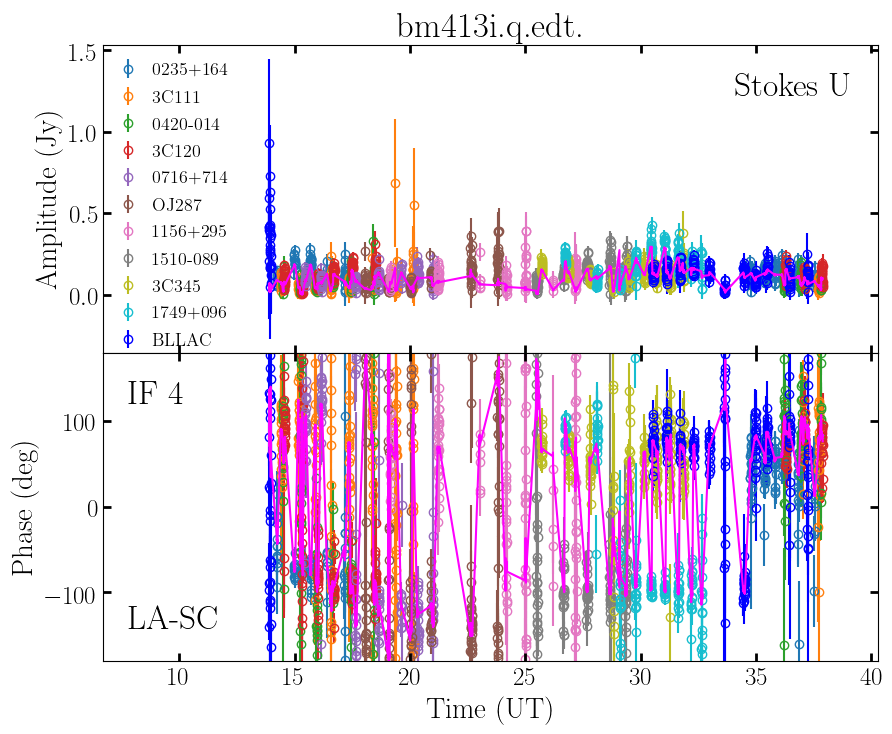 bm413i.q.edt.
Stokes U
Amplitude (Jy)
1.5
1.0
0.5
0.0
0235+164
3C111
0420-014
3C120
0716+714
OJ287
1156+295
1510-089
3C345
1749+096
BLLAC
IF 4
LA-SC
Phase (deg)
100
0
−100
10
15
20
25
30
35
40
Time (UT)